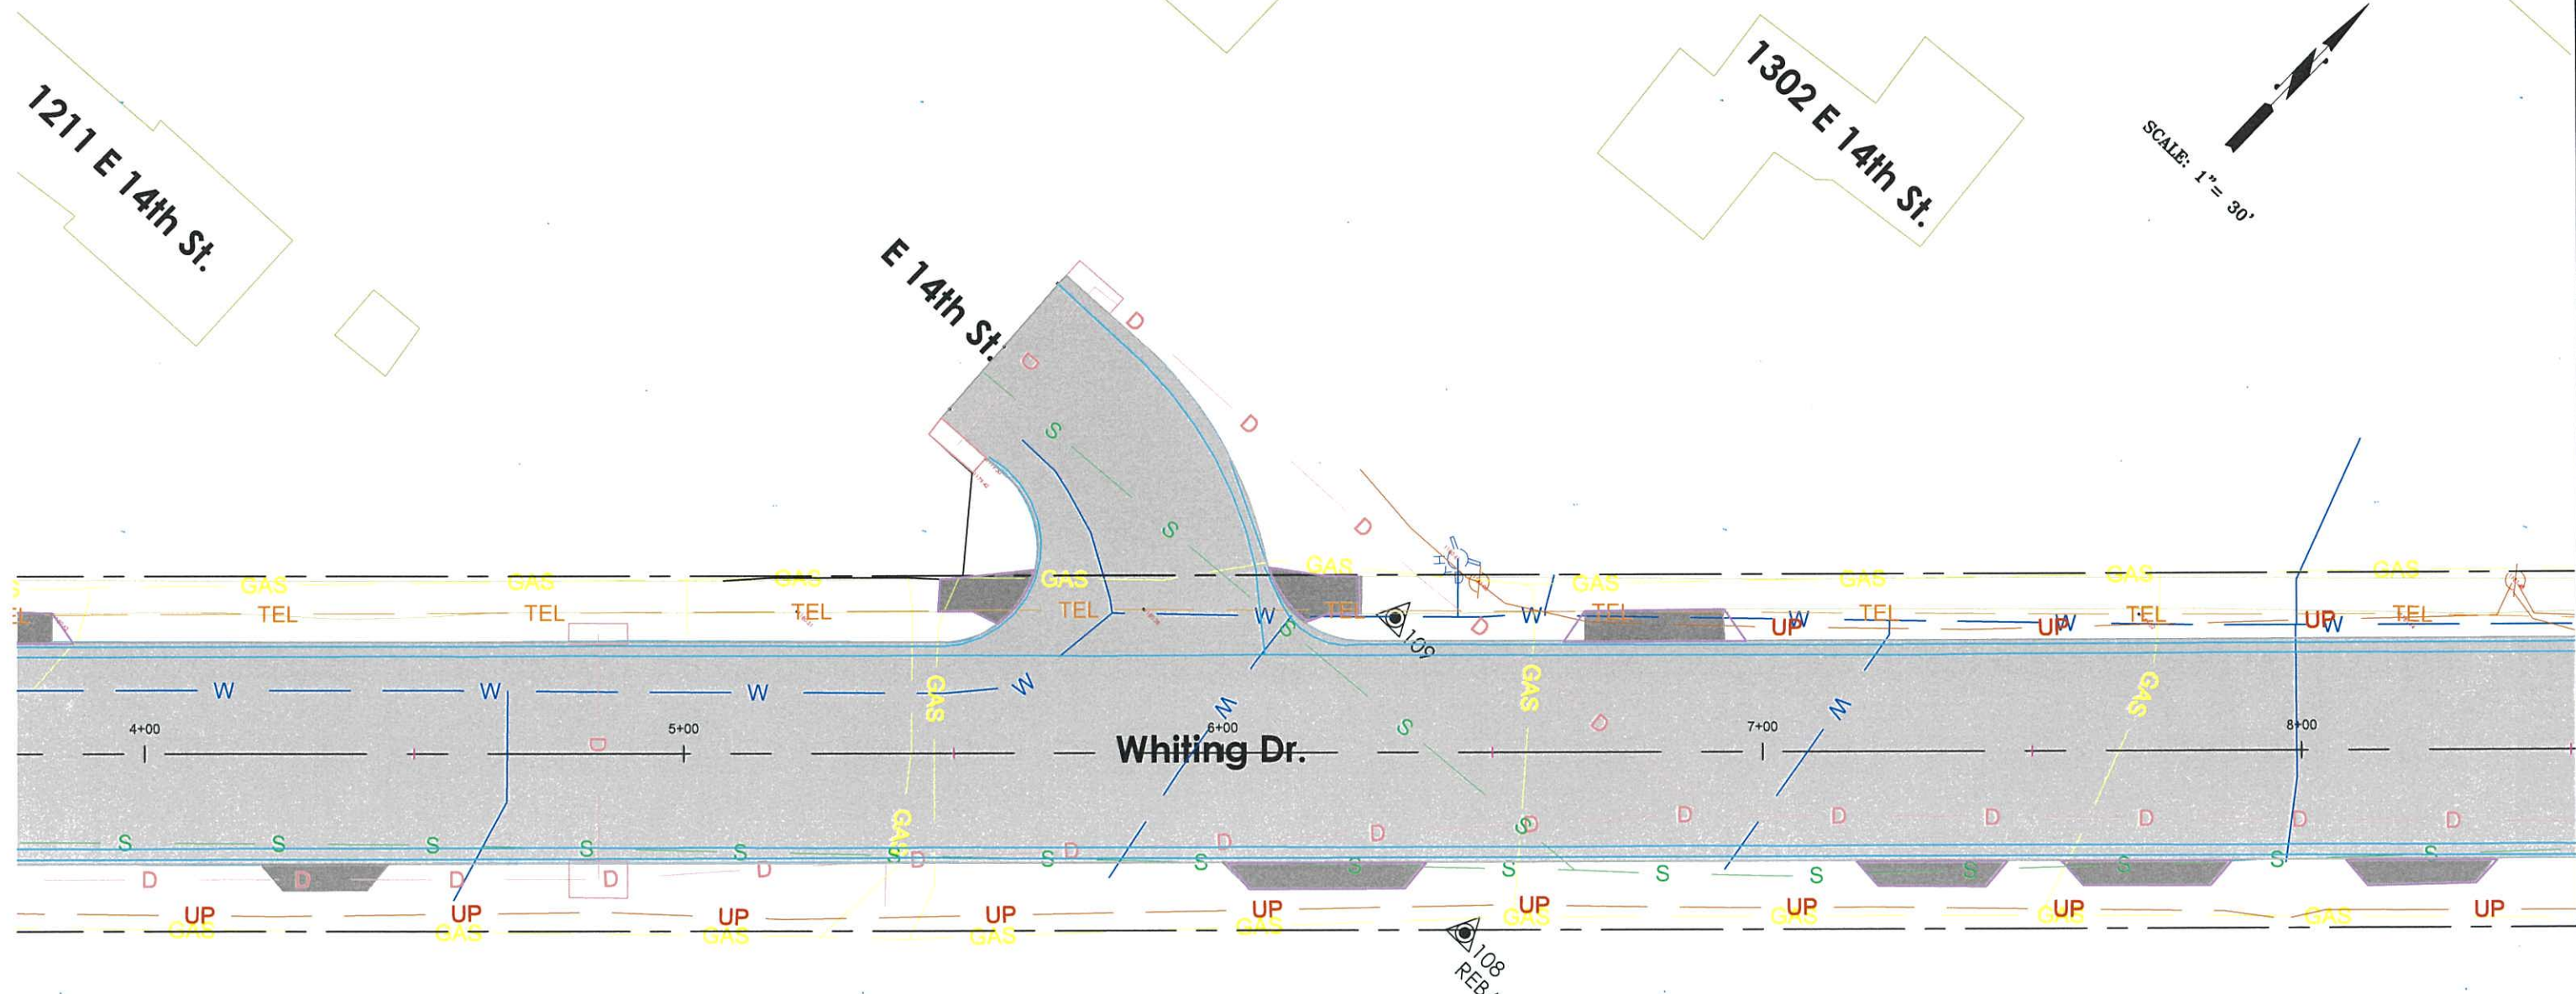 1211 E 14th St.
1302 E 14th St.
SCALE: 1"= 30'
E 14th St.
D
D
D
D
D
D
S
S
S
S
S
HYD
GAS GAS GAS GAS GAS GAS GAS GAS GAS
TEL TEL TEL TEL TEL TEL TEL TEL TEL
W W UP W UP W UP W
109
W W W W W W
GAS GAS GAS
4+00 5+00 6+00 7+00 8+00
D D
Whiting Dr.
GAS
D D D D D D D D D D
S S S S S S S S S S S S S S S S
D D D D D D
UP UP UP UP UP UP UP UP UP
GAS GAS GAS GAS GAS GAS GAS GAS GAS
108
REB